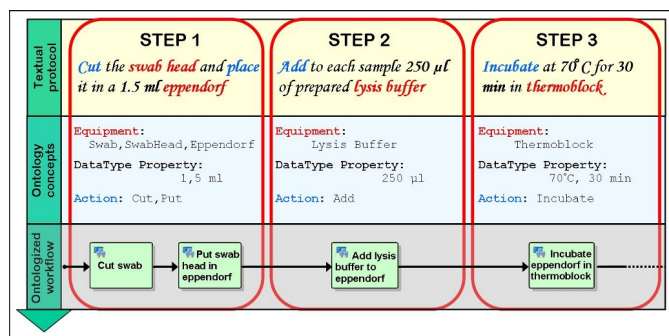 Textual protocol
STEP 1
Cut the swab head and place
it in a 1.5 ml eppendorf
STEP 2
Add to each sample 250 µl
of prepared lysis buffer
STEP 3
Incubate at 70°C for 30
min in thermoblock
Ontology concepts
Equipment:
Swab,SwabHead,Eppendorf
DataType Property:
1,5 ml
Action: Cut,Put
Equipment:
Lysis Buffer
DataType Property:
250 µl
Action: Add
Equipment:
Thermoblock
DataType Property:
70°C, 30 min
Action: Incubate
Ontologized workflow
Cut swab
Put swab
head in
eppendorf
Add lysis
buffer to
eppendorf
Incubate
eppendorf in
thermoblock